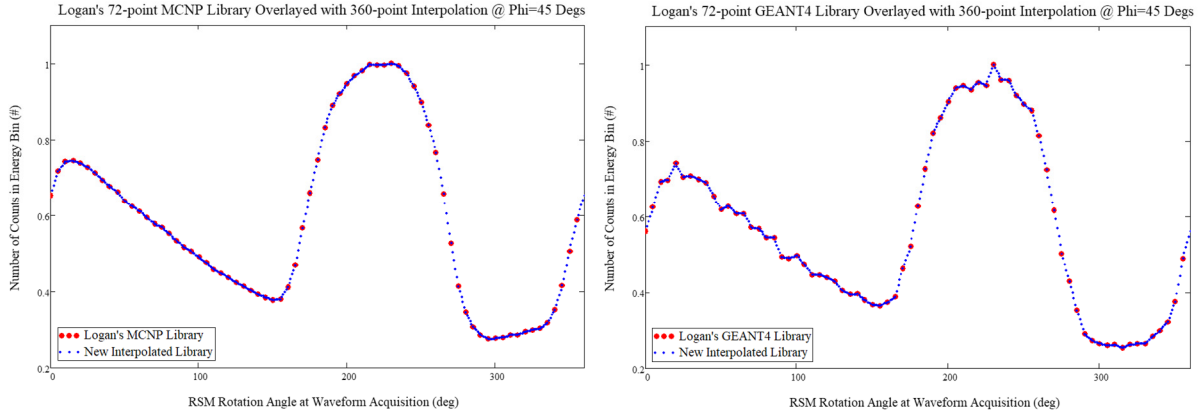 Logan's 72-point MCNP Library Overlayed with 360-point Interpolation @ Phi=45 Degs
Number of Counts in Energy Bin (#)
1
0.8
0.6
0.4
0.2
0
100
200
300
Logan's MCNP Library
New Interpolated Library
RSM Rotation Angle at Waveform Acquisition (deg)
Logan's 72-point GEANT4 Library Overlayed with 360-point Interpolation @ Phi=45 Degs
Number of Counts in Energy Bin (#)
1
0.8
0.6
0.4
0.2
0
100
200
300
Logan's GEANT4 Library
New Interpolated Library
RSM Rotation Angle at Waveform Acquisition (deg)